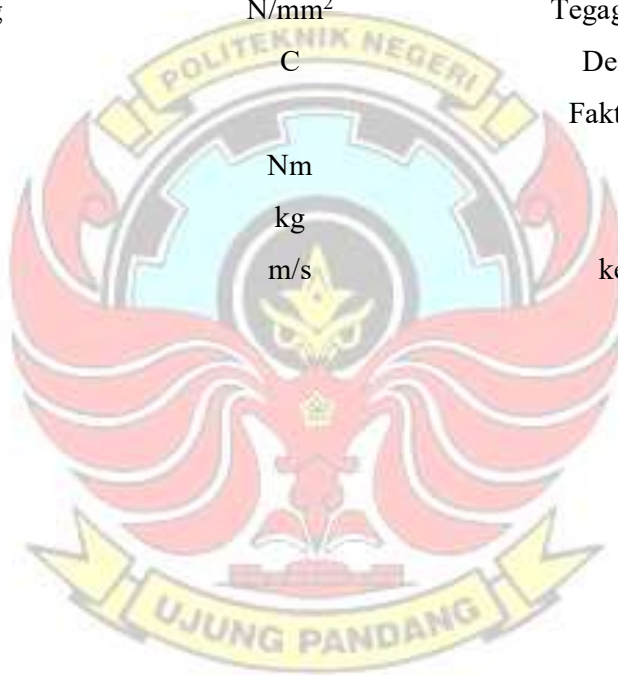 N/mm² Tegag
C De
Fakt
Nm
kg
m/s ke
POLITEKNIK NEGERI
UJUNG PANDANG